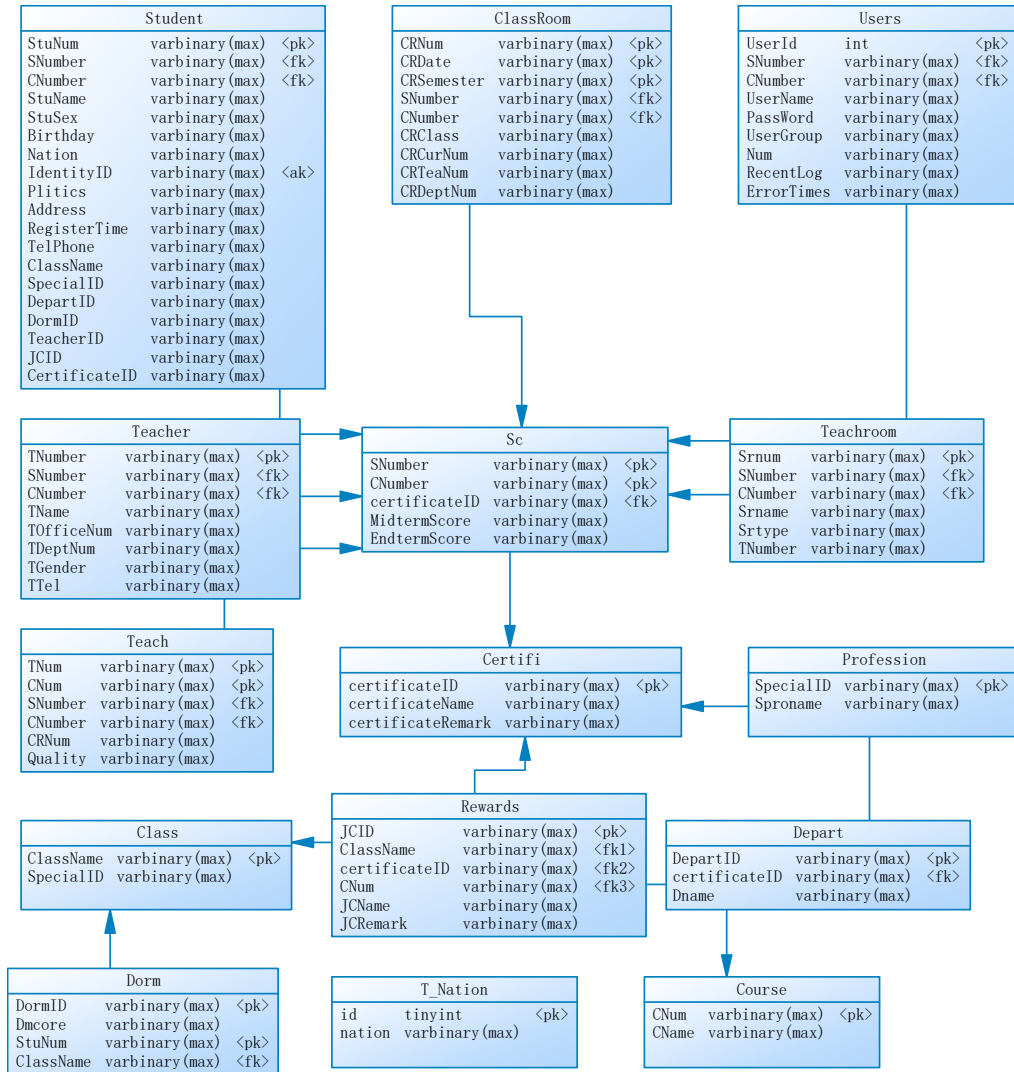 Student
StuNum varbinary(max) <pk>
SNumber varbinary(max) <fk>
CNumber varbinary(max) <fk>
StuName varbinary(max)
StuSex varbinary(max)
Birthday varbinary(max)
Nation varbinary(max)
IdentityID varbinary(max) <ak>
Plitics varbinary(max)
Address varbinary(max)
RegisterTime varbinary(max)
TelPhone varbinary(max)
ClassName varbinary(max)
SpecialID varbinary(max)
DepartID varbinary(max)
DormID varbinary(max)
TeacherID varbinary(max)
JCID varbinary(max)
CertificateID varbinary(max)
ClassRoom
CRNum varbinary(max) <pk>
CRDate varbinary(max) <pk>
CRSemester varbinary(max) <pk>
SNumber varbinary(max) <fk>
CNumber varbinary(max) <fk>
CRClass varbinary(max)
CRCurNum varbinary(max)
CRTeaNum varbinary(max)
CRDeptNum varbinary(max)
Users
UserId int <pk>
SNumber varbinary(max) <fk>
CNumber varbinary(max) <fk>
UserName varbinary(max)
PassWord varbinary(max)
UserGroup varbinary(max)
Num varbinary(max)
RecentLog varbinary(max)
ErrorTimes varbinary(max)
Teacher
TNumber varbinary(max) <pk>
SNumber varbinary(max) <fk>
CNumber varbinary(max) <fk>
TName varbinary(max)
TOfficeNum varbinary(max)
TDeptNum varbinary(max)
TGender varbinary(max)
TTel varbinary(max)
Sc
SNumber varbinary(max) <pk>
CNumber varbinary(max) <pk>
certificateID varbinary(max) <fk>
MidtermScore varbinary(max)
EndtermScore varbinary(max)
Teachroom
Srnum varbinary(max) <pk>
SNumber varbinary(max) <fk>
CNumber varbinary(max) <fk>
Srname varbinary(max)
Srtype varbinary(max)
TNumber varbinary(max)
Teach
TNum varbinary(max) <pk>
CNum varbinary(max) <pk>
SNumber varbinary(max) <fk>
CNumber varbinary(max) <fk>
CRNum varbinary(max)
Quality varbinary(max)
Certifi
certificateID varbinary(max) <pk>
certificateName varbinary(max)
certificateRemark varbinary(max)
Profession
SpecialID varbinary(max) <pk>
Sproname varbinary(max)
Class
ClassName varbinary(max) <pk>
SpecialID varbinary(max)
Rewards
JCID varbinary(max) <pk>
ClassName varbinary(max) <fk1>
certificateID varbinary(max) <fk2>
CNum varbinary(max) <fk3>
JCName varbinary(max)
JCRemark varbinary(max)
Depart
DepartID varbinary(max) <pk>
certificateID varbinary(max) <fk>
Dname varbinary(max)
Dorm
DormID varbinary(max) <pk>
Dmcore varbinary(max)
StuNum varbinary(max) <pk>
ClassName varbinary(max) <fk>
T_Nation
id tinyint <pk>
nation varbinary(max)
Course
CNum varbinary(max) <pk>
CName varbinary(max)